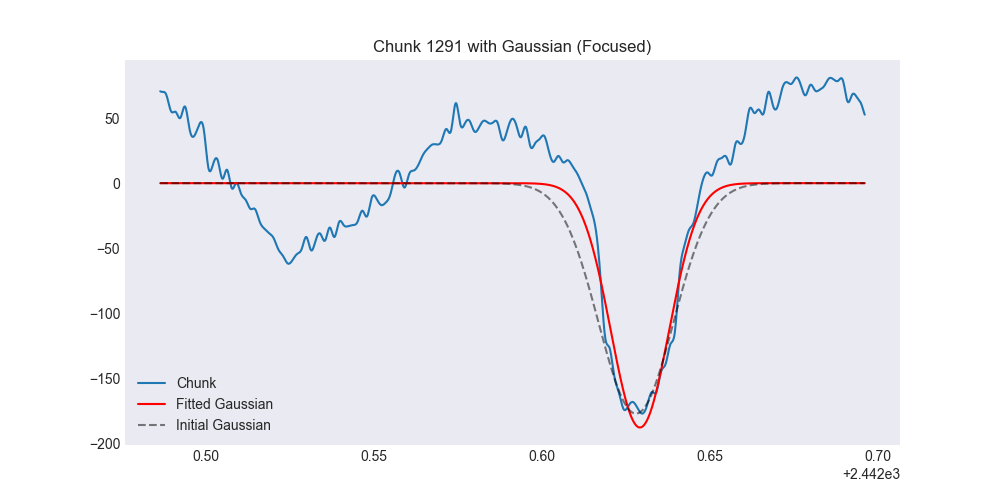 Chunk 1291 with Gaussian (Focused)
50
0
−50
−100
−150
−200
Chunk
Fitted Gaussian
Initial Gaussian
0.50 0.55 0.60 0.65 0.70
+2.442e3